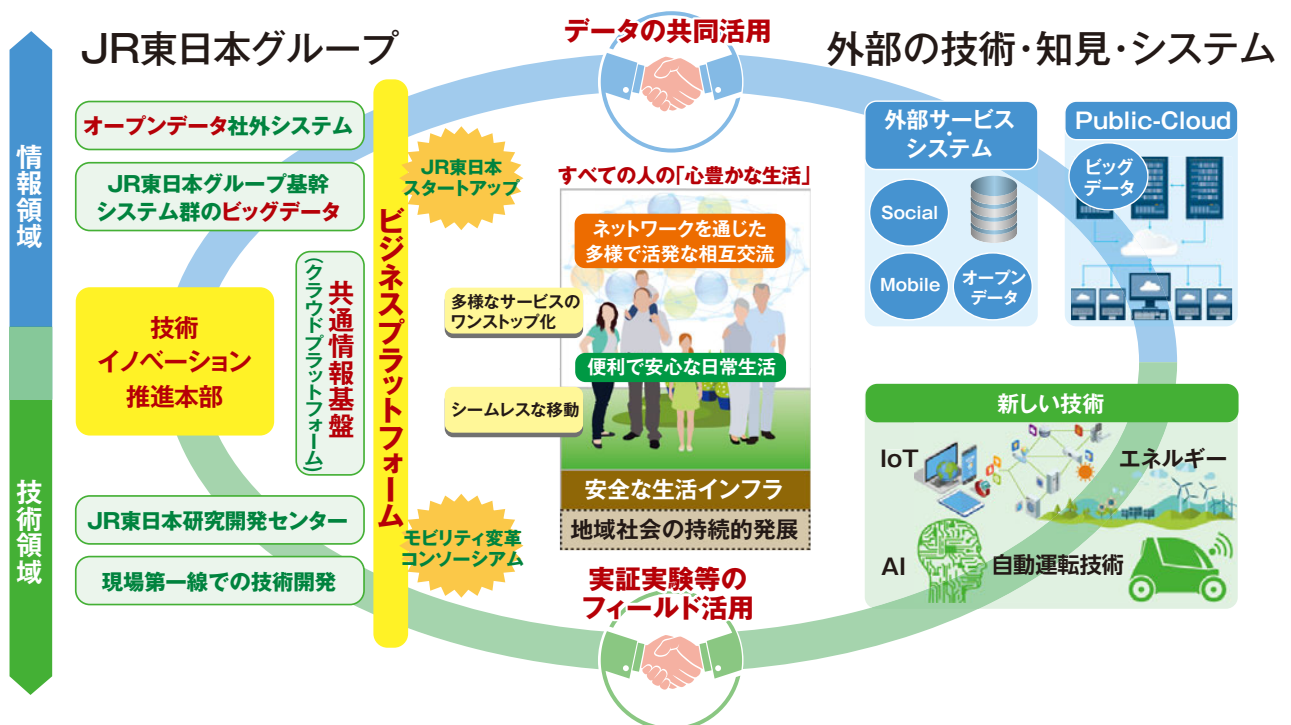 JR東日本グループ
データの共同活用
外部の技術・知見・システム
情報領域
技術領域
オープンデータ社外システム
JR東日本グループ基幹
システム群のビッグデータ
技術
イノベーション
推進本部
共通情報基盤
(クラウドプラットフォーム)
JR東日本研究開発センター
現場第一線での技術開発
ビジネスプラットフォーム
JR東日本
スタートアップ
モビリティ変革
コンソーシアム
すべての人の「心豊かな生活」
ネットワークを通じた
多様で活発な相互交流
多様なサービスの
ワンストップ化
便利で安心な日常生活
シームレスな移動
安全な生活インフラ
地域社会の持続的発展
実証実験等の
フィールド活用
外部サービス
・
システム
Social
Mobile
オープン
データ
Public-Cloud
ビッグ
データ
新しい技術
IoT
エネルギー
AI
自動運転技術